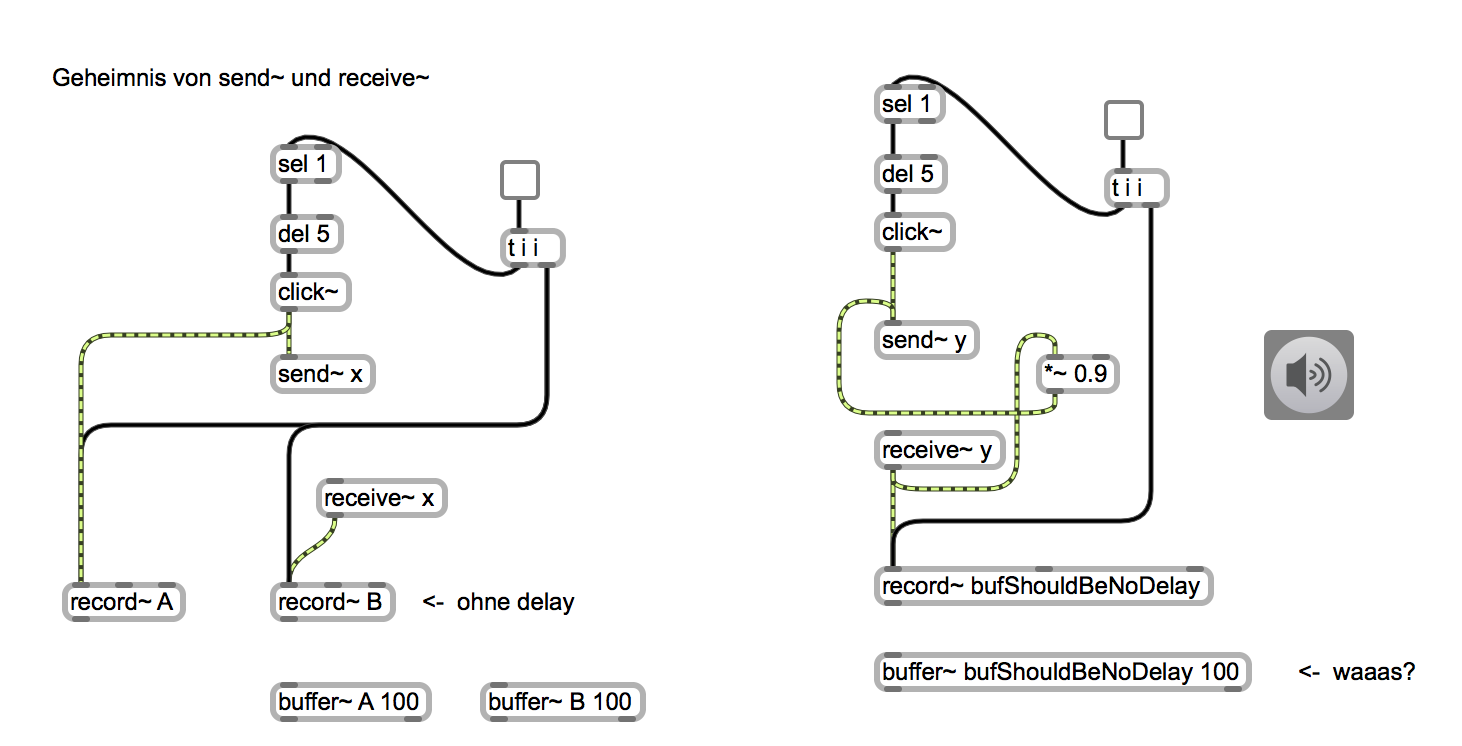 Geheimnis von send~ und receive~
sel 1
del 5
t i i
click~
send~ x
receive~ x
record~ A
record~ B
<- ohne delay
buffer~ A 100
buffer~ B 100
sel 1
del 5
t i i
click~
send~ y
*~ 0.9
receive~ y
record~ bufShouldBeNoDelay
buffer~ bufShouldBeNoDelay 100
<- waaas?